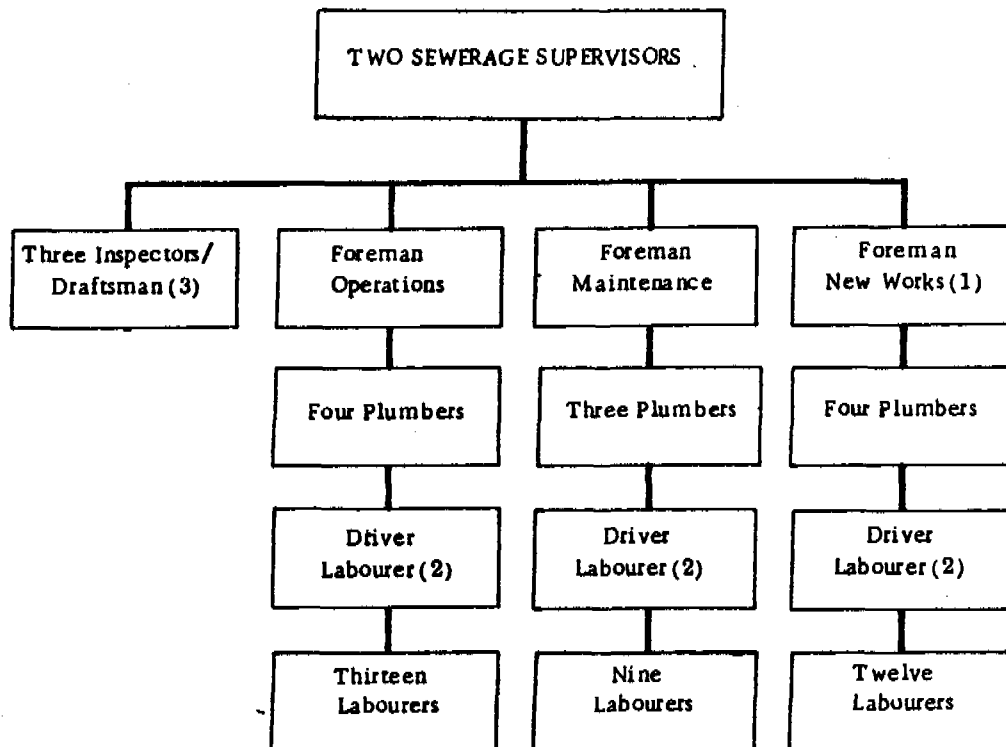 TWO SEWERAGE SUPERVISORS
Three Inspectors/
Draftsman (3)
Foreman
Operations
Foreman
Maintenance
Foreman
New Works (1)
Four Plumbers
Three Plumbers
Four Plumbers
Driver
Labourer (2)
Driver
Labourer (2)
Driver
Labourer (2)
Thirteen
Labourers
Nine
Labourers
Twelve
Labourers